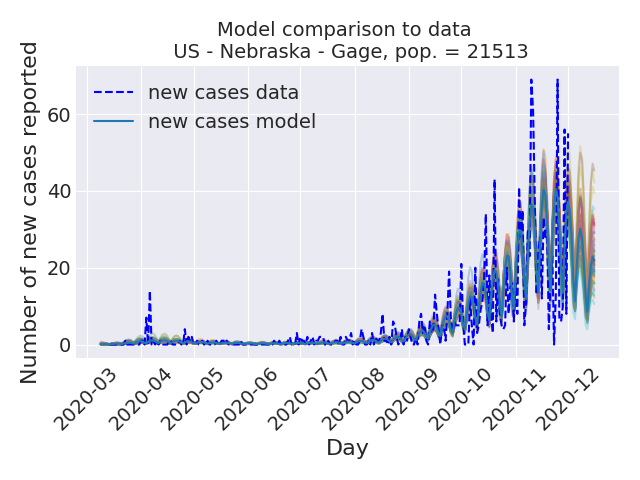 Model comparison to data
US - Nebraska - Gage, pop. = 21513
Number of new cases reported
60
40
20
0
new cases data
new cases model
2020-03
2020-04
2020-05
2020-06
2020-07
2020-08
2020-09
2020-10
2020-11
2020-12
Day